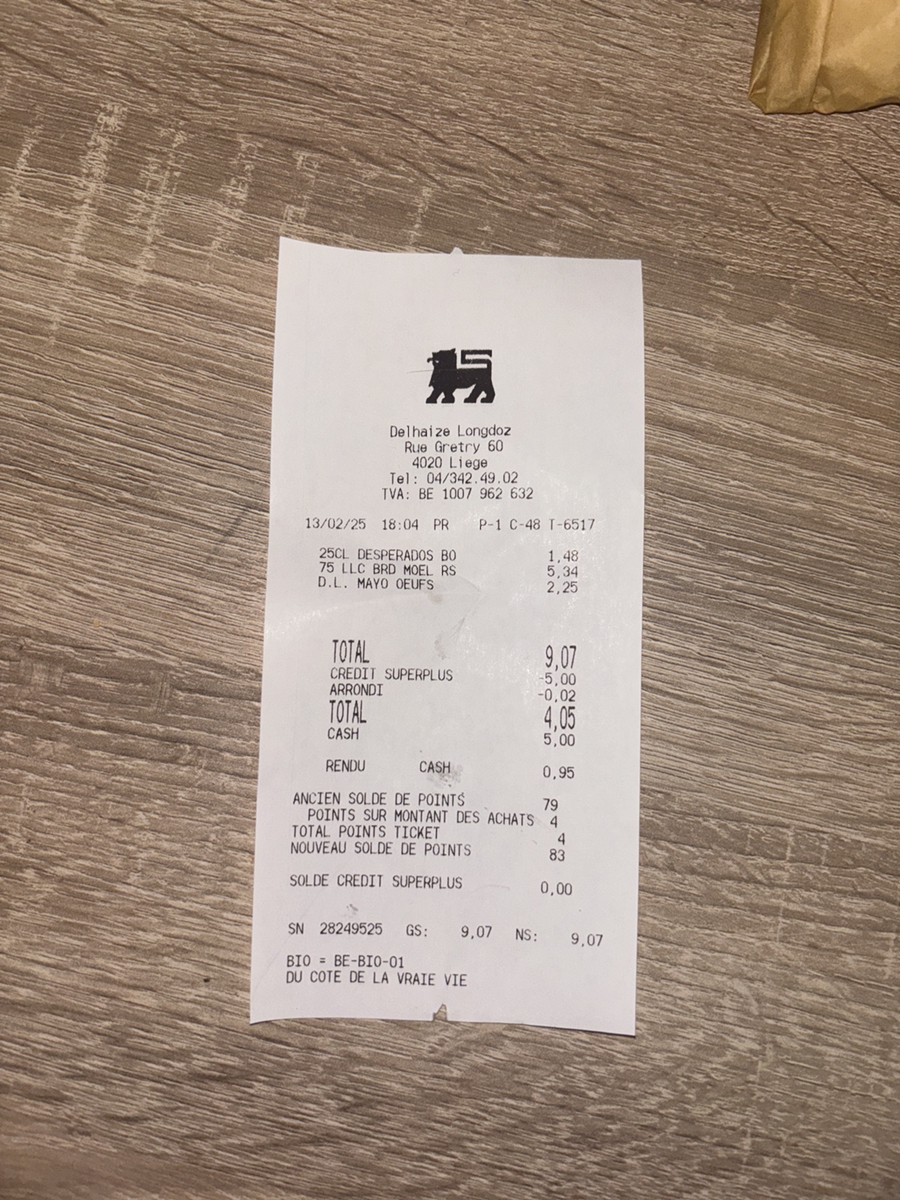 Delhaize Longdoz
Rue Gretry 60
4020 Liege
Tel: 04/342.49.02
TVA: BE 1007 962 632
13/02/25 18:04 PR P-1 C-48 T-6517
25CL DESPERADOS BO 1,48
75 LLC BRD MOEL RS 5,34
D.L. MAYO OEUFS 2,25
TOTAL 9,07
CREDIT SUPERPLUS -5,00
ARRONDI -0,02
TOTAL 4,05
CASH 5,00
RENDU CASH 0,95
ANCIEN SOLDE DE POINTS 79
POINTS SUR MONTANT DES ACHATS 4
TOTAL POINTS TICKET 4
NOUVEAU SOLDE DE POINTS 83
SOLDE CREDIT SUPERPLUS 0,00
SN 28249525 GS: 9,07 NS: 9,07
BIO = BE-BIO-01
DU COTE DE LA VRAIE VIE